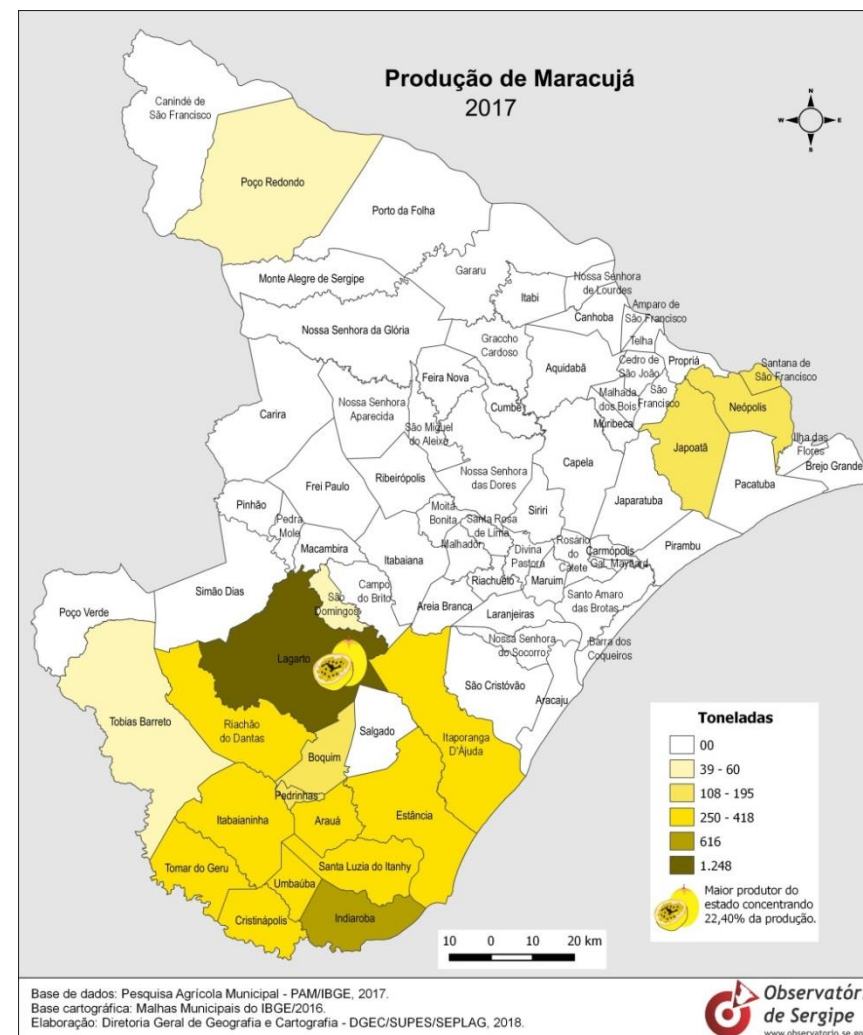 Produção de Maracujá
2017
N
W
E
S
Canindé de
São Francisco
Poço Redondo
Porto da Folha
Monte Alegre de Sergipe
Gararu
Nossa Senhora
de Lourdes
Itabi
Canhoba
Amparo de
São Francisco
Nossa Senhora da Glória
Graccho
Cardoso
Telha
Aquidabã
Cedro de
São João
Propriá
Santana de
São Francisco
Feira Nova
Carira
Nossa Senhora
Aparecida
São Miguel
do Aleixo
Cumbe
Malhada
dos Bois
São
Francisco
Neópolis
Muribeca
Japoatã
Ilha das
Flores
Brejo Grande
Pacatuba
Frei Paulo
Ribeirópolis
Nossa Senhora
das Dores
Capela
Japaratuba
Pinhão
Pedra
Mole
Macambira
Moita
Bonita
Santa Rosa
de Lima
Siriri
Malhador
Divina
Pastora
Rosário
do
Catete
Carmópolis
Gal. Maynard
Pirambu
Itabaiana
Simão Dias
São
Domingos
Campo
do Brito
Areia Branca
Riachuelo
Maruim
Santo Amaro
das Brotas
Poço Verde
Laranjeiras
Nossa Senhora
do Socorro
Barra dos
Coqueiros
Lagarto
São Cristóvão
Aracaju
Tobias Barreto
Riachão
do Dantas
Salgado
Itaporanga
D'Ajuda
Boquim
Pedrinhas
Itabaianinha
Arauá
Estância
Tomar do Geru
Umbaúba
Santa Luzia do Itanhy
Cristinápolis
Indiaroba
Toneladas
00
39 - 60
108 - 195
250 - 418
616
1.248
Maior produtor do
estado concentrando
22,40% da produção.
10 0 10 20 km
Base de dados: Pesquisa Agrícola Municipal - PAM/IBGE, 2017.
Base cartográfica: Malhas Municipais do IBGE/2016.
Elaboração: Diretoria Geral de Geografia e Cartografia - DGEC/SUPES/SEPLAG, 2018.
Observatór
de Sergipe
www.observatorio.se.go